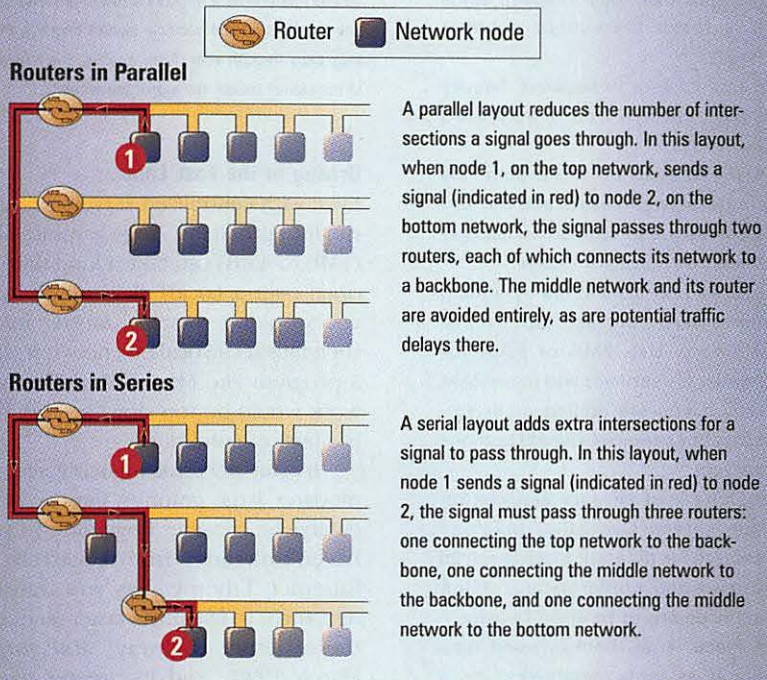 Router Network node
Routers in Parallel
1
2
A parallel layout reduces the number of inter-
sections a signal goes through. In this layout,
when node 1, on the top network, sends a
signal (indicated in red) to node 2, on the
bottom network, the signal passes through two
routers, each of which connects its network to
a backbone. The middle network and its router
are avoided entirely, as are potential traffic
delays there.
Routers in Series
1
2
A serial layout adds extra intersections for a
signal to pass through. In this layout, when
node 1 sends a signal (indicated in red) to node
2, the signal must pass through three routers:
one connecting the top network to the back-
bone, one connecting the middle network to
the backbone, and one connecting the middle
network to the bottom network.